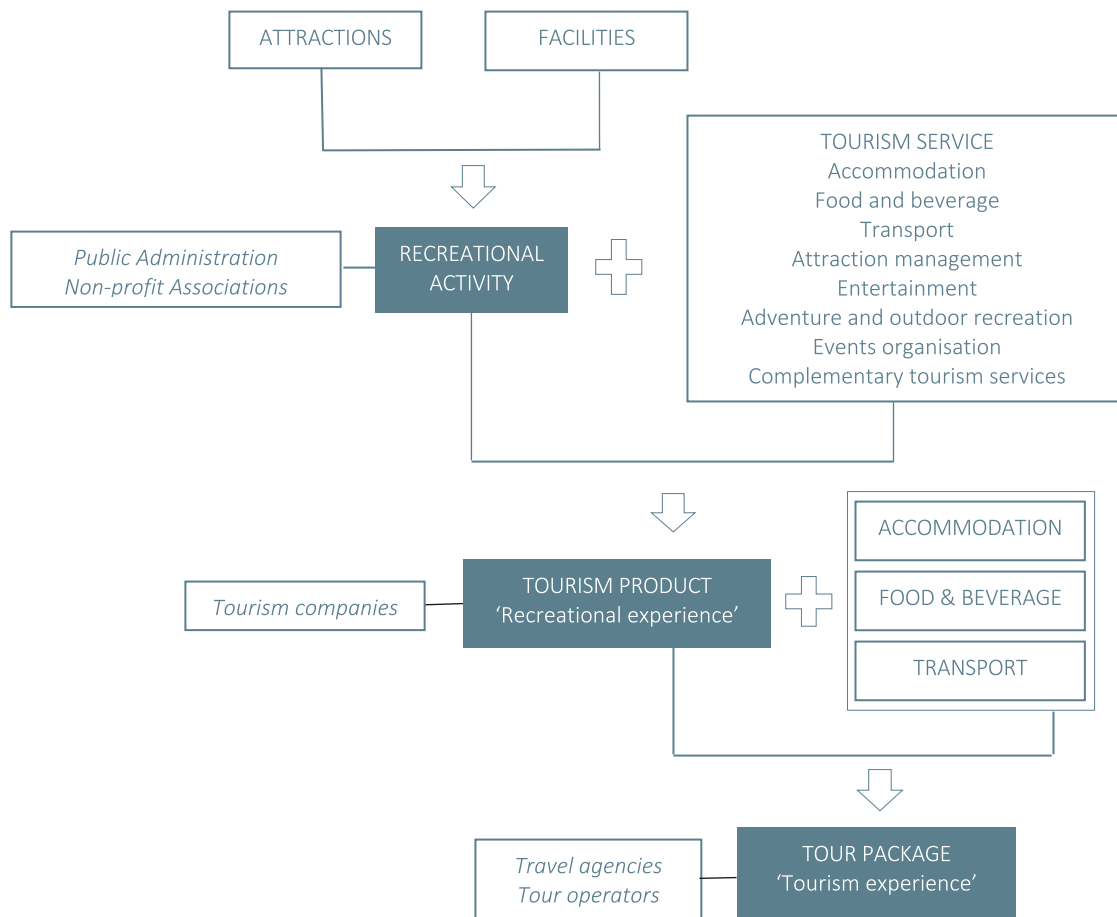 ATTRACTIONS
FACILITIES
TOURISM SERVICE
Accommodation
Food and beverage
Transport
Attraction management
Entertainment
Adventure and outdoor recreation
Events organisation
Complementary tourism services
Public Administration
Non-profit Associations
RECREATIONAL
ACTIVITY
ACCOMMODATION
FOOD & BEVERAGE
TRANSPORT
Tourism companies
TOURISM PRODUCT
‘Recreational experience’
Travel agencies
Tour operators
TOUR PACKAGE
‘Tourism experience’